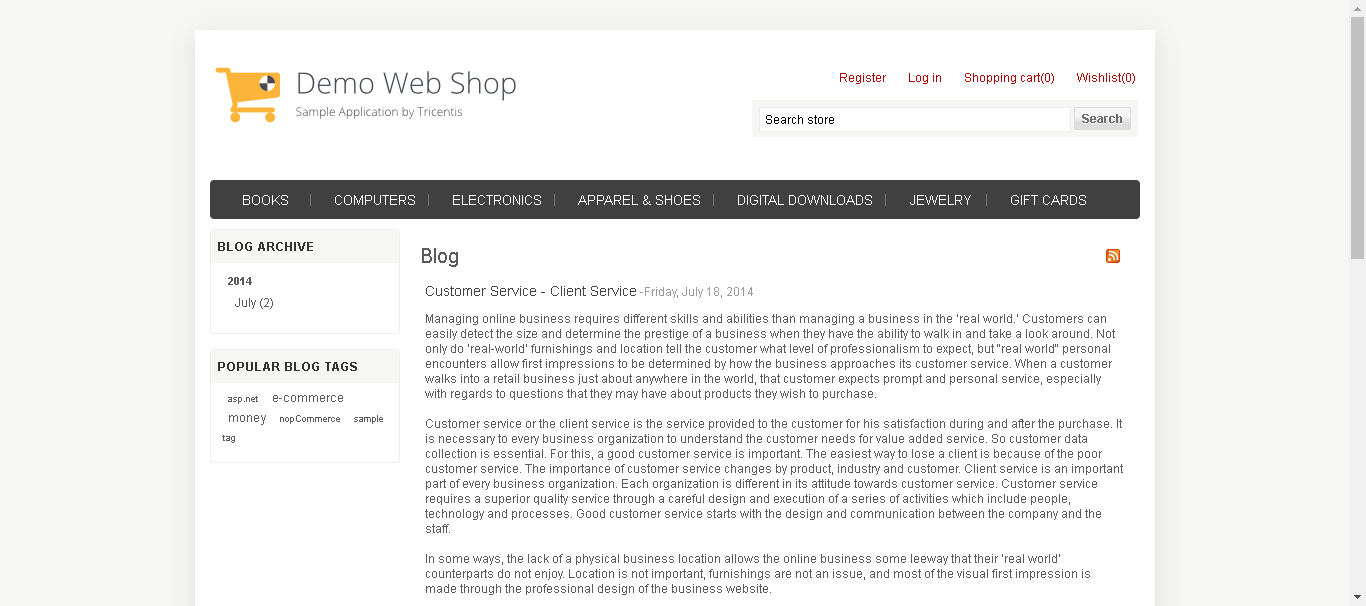 Demo Web Shop
Sample Application by Tricentis
Register Log in Shopping cart(0) Wishlist(0)
Search store Search
BOOKS COMPUTERS ELECTRONICS APPAREL & SHOES DIGITAL DOWNLOADS JEWELRY GIFT CARDS
BLOG ARCHIVE
2014
July (2)
POPULAR BLOG TAGS
asp.net e-commerce
money nopCommerce sample
tag
Blog
Customer Service - Client Service -Friday, July 18, 2014
Managing online business requires different skills and abilities than managing a business in the 'real world.' Customers can
easily detect the size and determine the prestige of a business when they have the ability to walk in and take a look around. Not
only do 'real-world' furnishings and location tell the customer what level of professionalism to expect, but "real world" personal
encounters allow first impressions to be determined by how the business approaches its customer service. When a customer
walks into a retail business just about anywhere in the world, that customer expects prompt and personal service, especially
with regards to questions that they may have about products they wish to purchase.
Customer service or the client service is the service provided to the customer for his satisfaction during and after the purchase. It
is necessary to every business organization to understand the customer needs for value added service. So customer data
collection is essential. For this, a good customer service is important. The easiest way to lose a client is because of the poor
customer service. The importance of customer service changes by product, industry and customer. Client service is an important
part of every business organization. Each organization is different in its attitude towards customer service. Customer service
requires a superior quality service through a careful design and execution of a series of activities which include people,
technology and processes. Good customer service starts with the design and communication between the company and the
staff.
In some ways, the lack of a physical business location allows the online business some leeway that their 'real world'
counterparts do not enjoy. Location is not important, furnishings are not an issue, and most of the visual first impression is
made through the professional design of the business website.